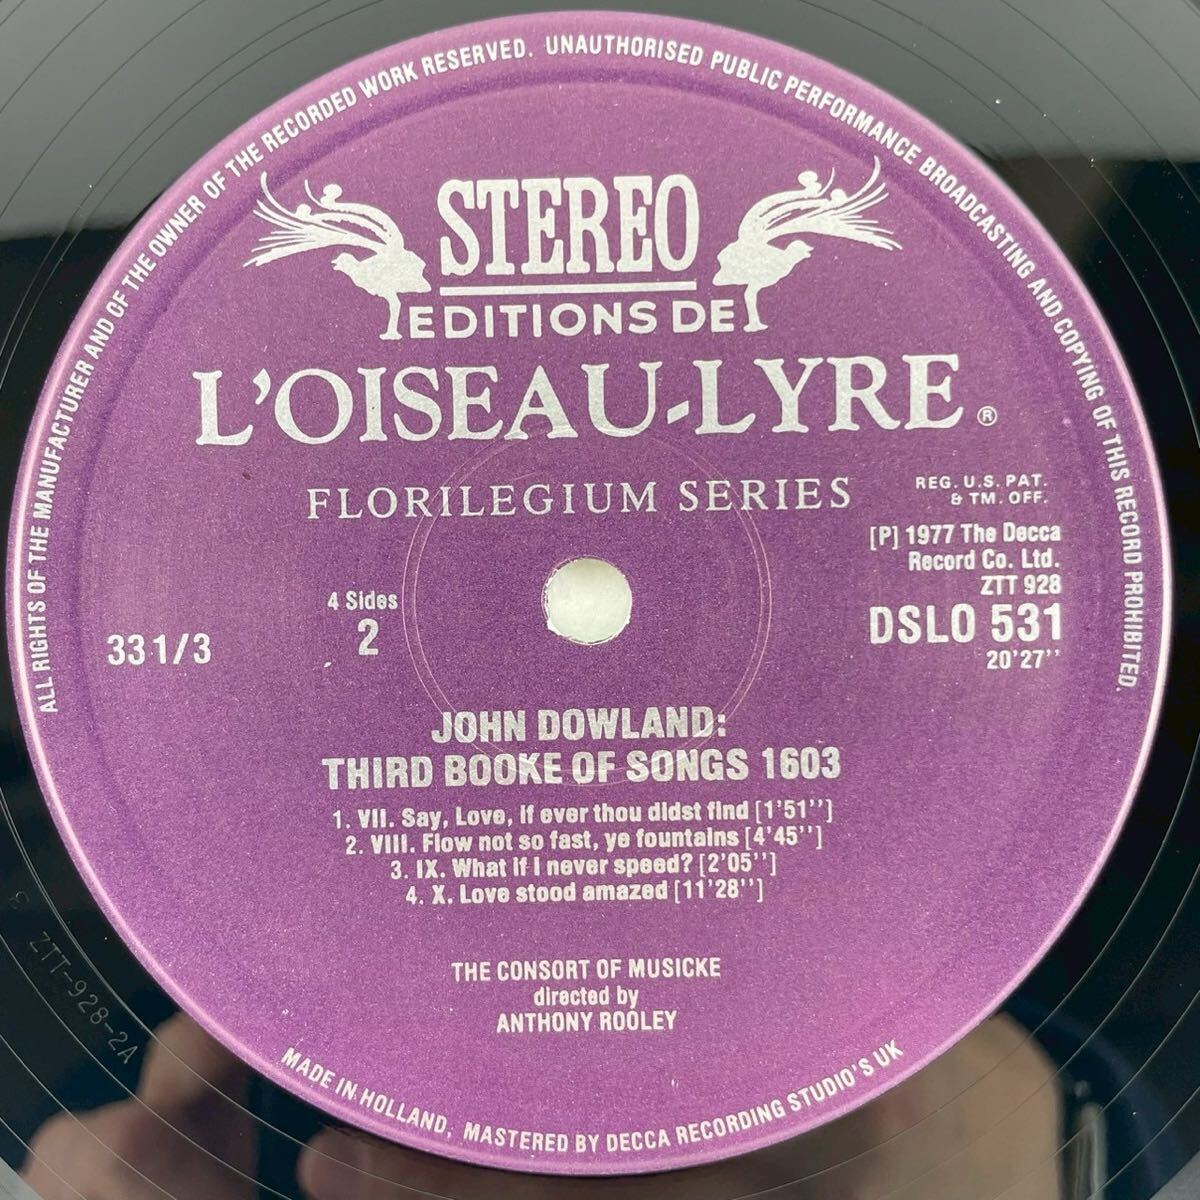 ALL RIGHTS OF THE MANUFACTURER AND OF THE OWNER OF THE RECORDED WORK RESERVED. UNAUTHORISED PUBLIC PERFORMANCE BROADCASTING AND COPYING OF THIS RECORD PROHIBITED.
STEREO
EDITIONS DE
L'OISEAU-LYRE ®
FLORILEGIUM SERIES
REG. U.S. PAT.
& TM. OFF.
[P] 1977 The Decca
Record Co. Ltd.
ZTT 928
DSLO 531
20'27''
4 Sides
2
33 1/3
JOHN DOWLAND:
THIRD BOOKE OF SONGS 1603
1. VII. Say, Love, if ever thou didst find [1'51'']
2. VIII. Flow not so fast, ye fountains [4'45'']
3. IX. What if I never speed? [2'05'']
4. X. Love stood amazed [11'28'']
THE CONSORT OF MUSICKE
directed by
ANTHONY ROOLEY
MADE IN HOLLAND, MASTERED BY DECCA RECORDING STUDIO'S UK
ZTT-928-2A